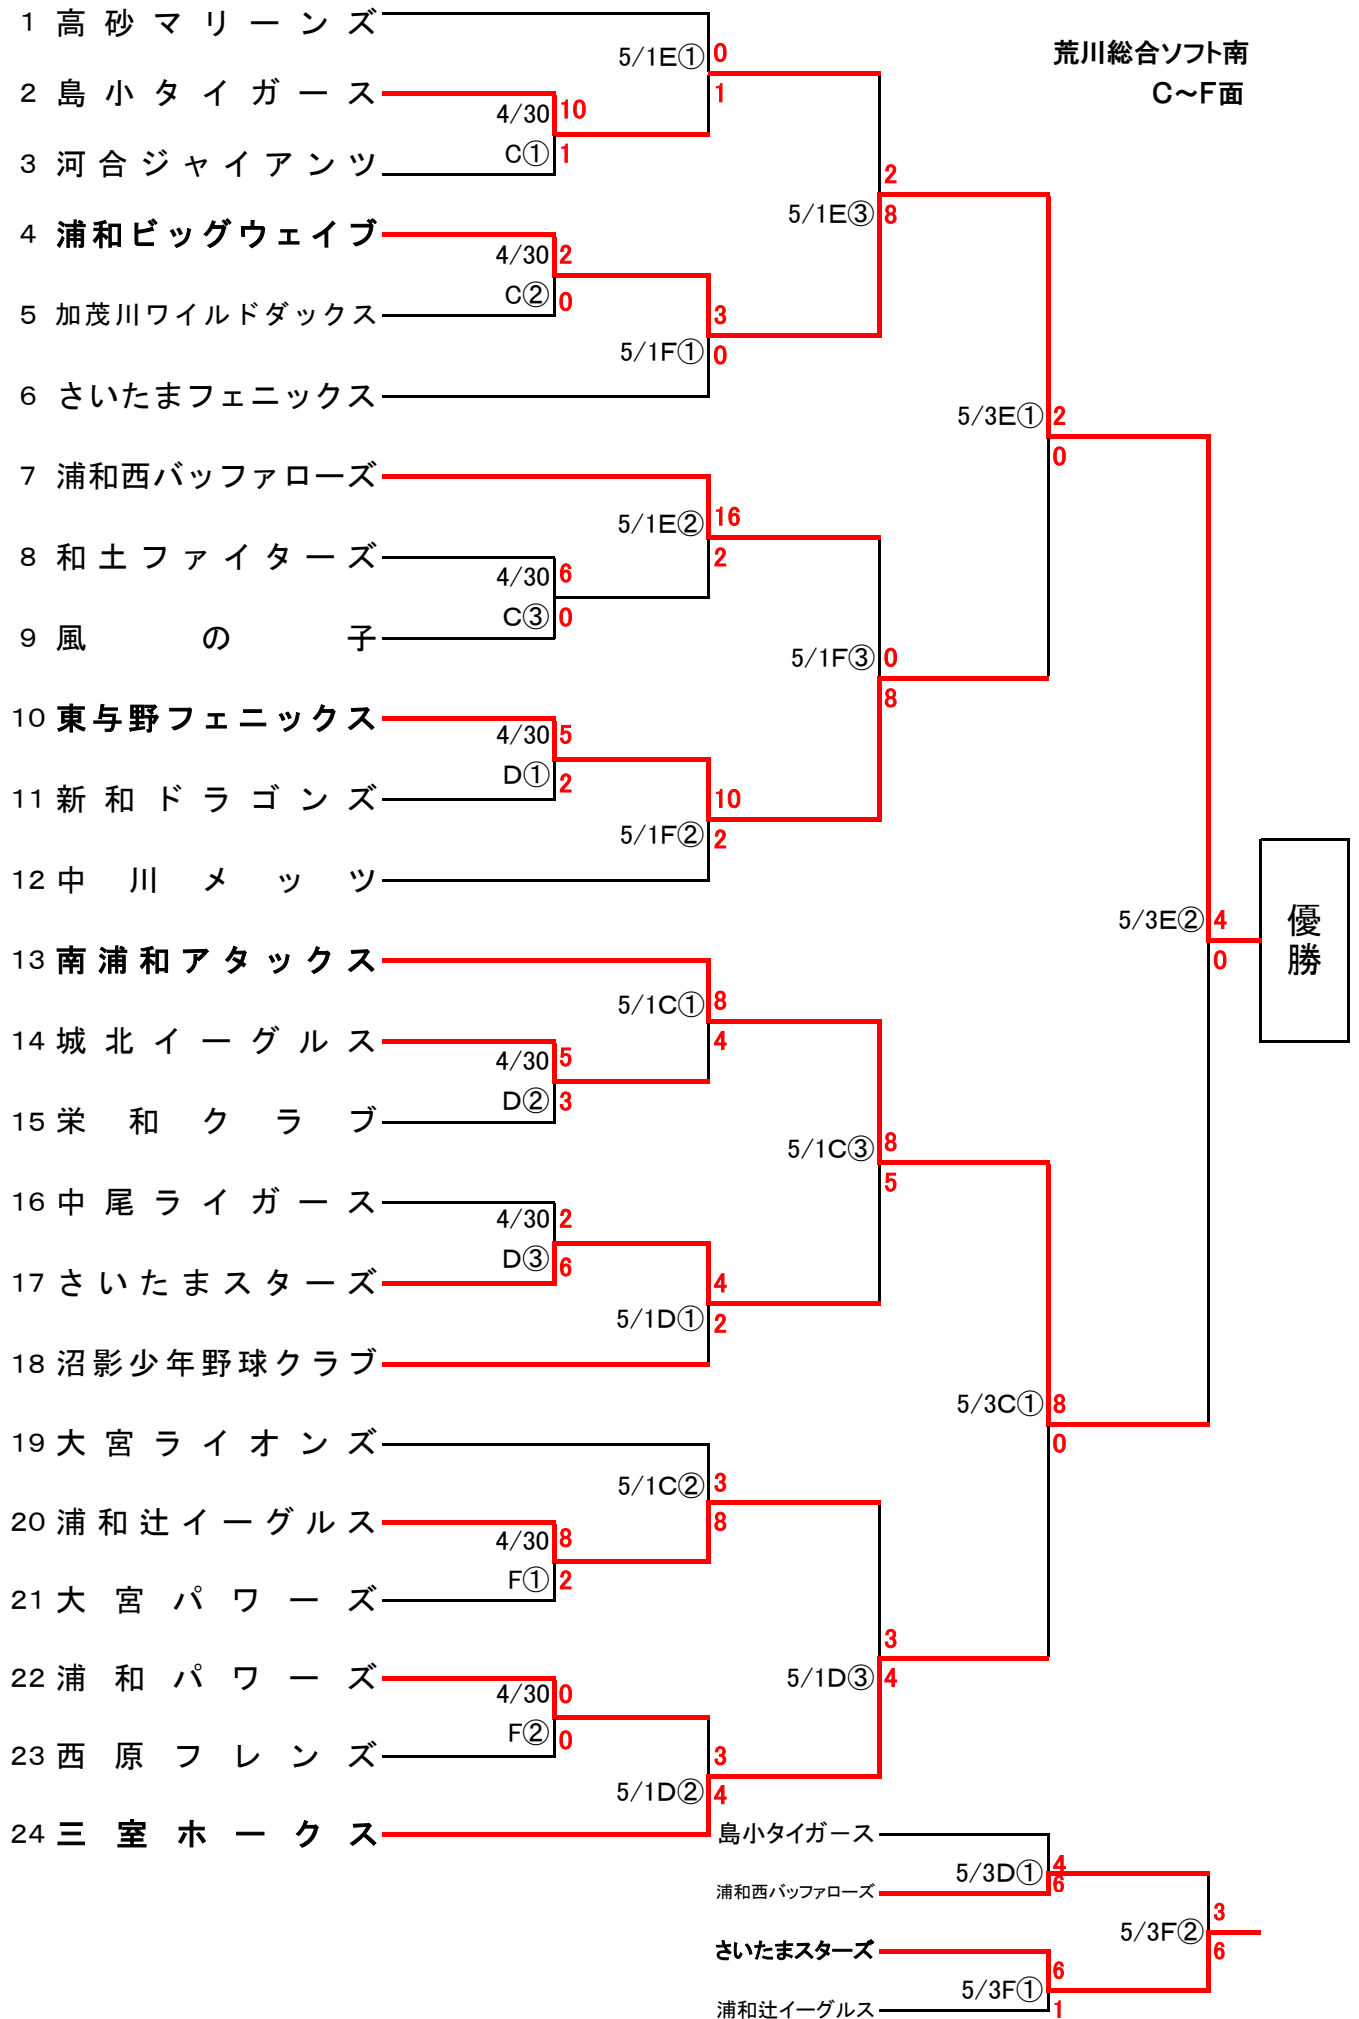 1 高砂マリーンズ
5/1E① 0
荒川総合ソフト南
C～F面
2 島小タイガース
1
4/30 10
C① 1
3 河合ジャイアンツ
2
5/1E③ 8
4 浦和ビッグウェイブ
4/30 2
C② 0
5 加茂川ワイルドダックス
3
5/1F① 0
6 さいたまフェニックス
5/3E① 2
0
7 浦和西バッファローズ
5/1E② 16
2
8 和土ファイターズ
4/30 6
C③ 0
9 風の子
5/1F③ 0
8
10 東与野フェニックス
4/30 5
D① 2
11 新和ドラゴンズ
10
5/1F② 2
12 中川メッツ
5/3E② 4
0
優勝
13 南浦和アタックス
5/1C① 8
4
14 城北イーグルス
4/30 5
D② 3
15 栄和クラブ
5/1C③ 8
5
16 中尾ライガース
4/30 2
D③ 6
17 さいたまスターズ
4
5/1D① 2
18 沼影少年野球クラブ
5/3C① 8
0
19 大宮ライオンズ
5/1C② 3
8
20 浦和辻イーグルス
4/30 8
F① 2
21 大宮パワーズ
3
5/1D③ 4
22 浦和パワーズ
4/30 0
F② 0
23 西原フレンズ
3
5/1D② 4
24 三室ホークス
島小タイガース
5/3D① 4
6
浦和西バッファローズ
3
5/3F② 6
さいたまスターズ
6
5/3F① 1
浦和辻イーグルス